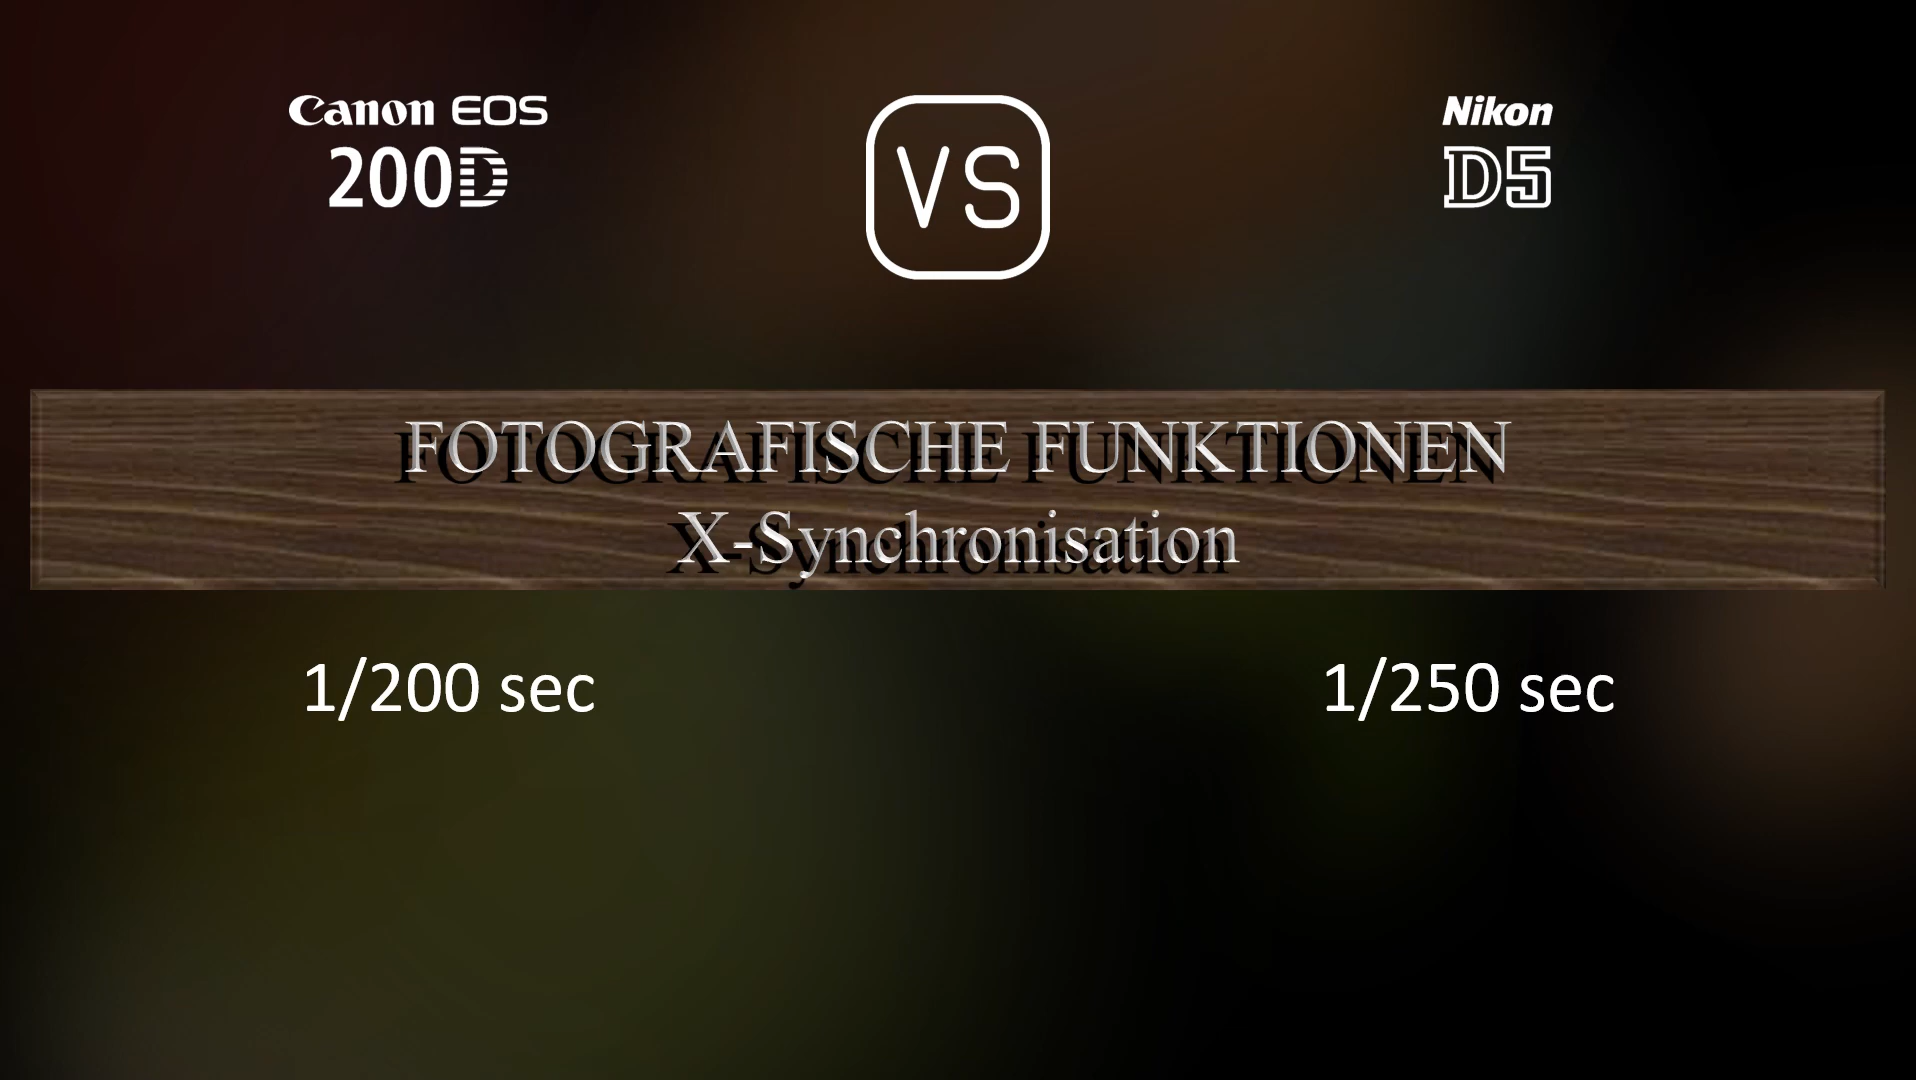 Canon EOS
200D
VS
Nikon
D5
FOTOGRAFISCHE FUNKTIONEN
X-Synchronisation
1/200 sec
1/250 sec